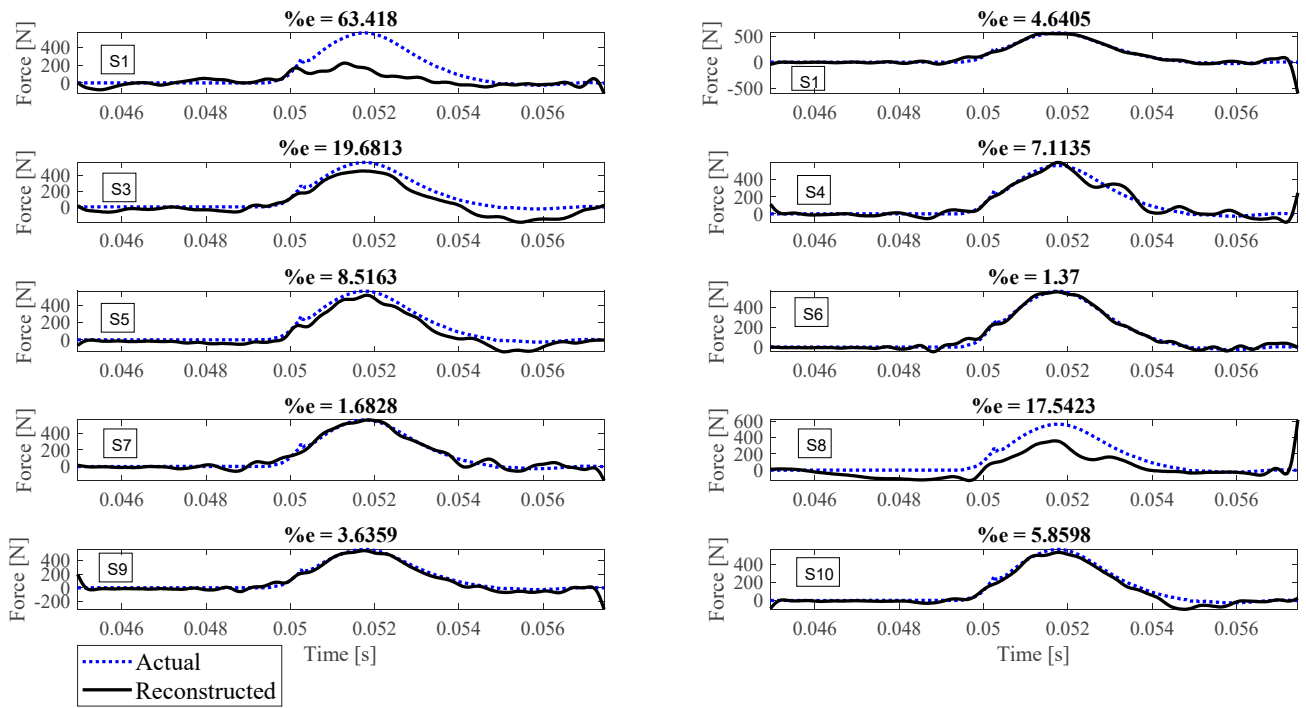 %e = 63.418
Force [N]
400
200
0
S1
0.046 0.048 0.05 0.052 0.054 0.056
%e = 4.6405
Force [N]
500
0
-500
S1
0.046 0.048 0.05 0.052 0.054 0.056
%e = 19.6813
Force [N]
400
200
0
S3
0.046 0.048 0.05 0.052 0.054 0.056
%e = 7.1135
Force [N]
400
200
0
S4
0.046 0.048 0.05 0.052 0.054 0.056
%e = 8.5163
Force [N]
400
200
0
S5
0.046 0.048 0.05 0.052 0.054 0.056
%e = 1.37
Force [N]
400
200
0
S6
0.046 0.048 0.05 0.052 0.054 0.056
%e = 1.6828
Force [N]
400
200
0
S7
0.046 0.048 0.05 0.052 0.054 0.056
%e = 17.5423
Force [N]
600
400
200
0
S8
0.046 0.048 0.05 0.052 0.054 0.056
%e = 3.6359
Force [N]
400
200
0
-200
S9
0.046 0.048 0.05 0.052 0.054 0.056
Time [s]
%e = 5.8598
Force [N]
400
200
0
S10
0.046 0.048 0.05 0.052 0.054 0.056
Time [s]
Actual
Reconstructed